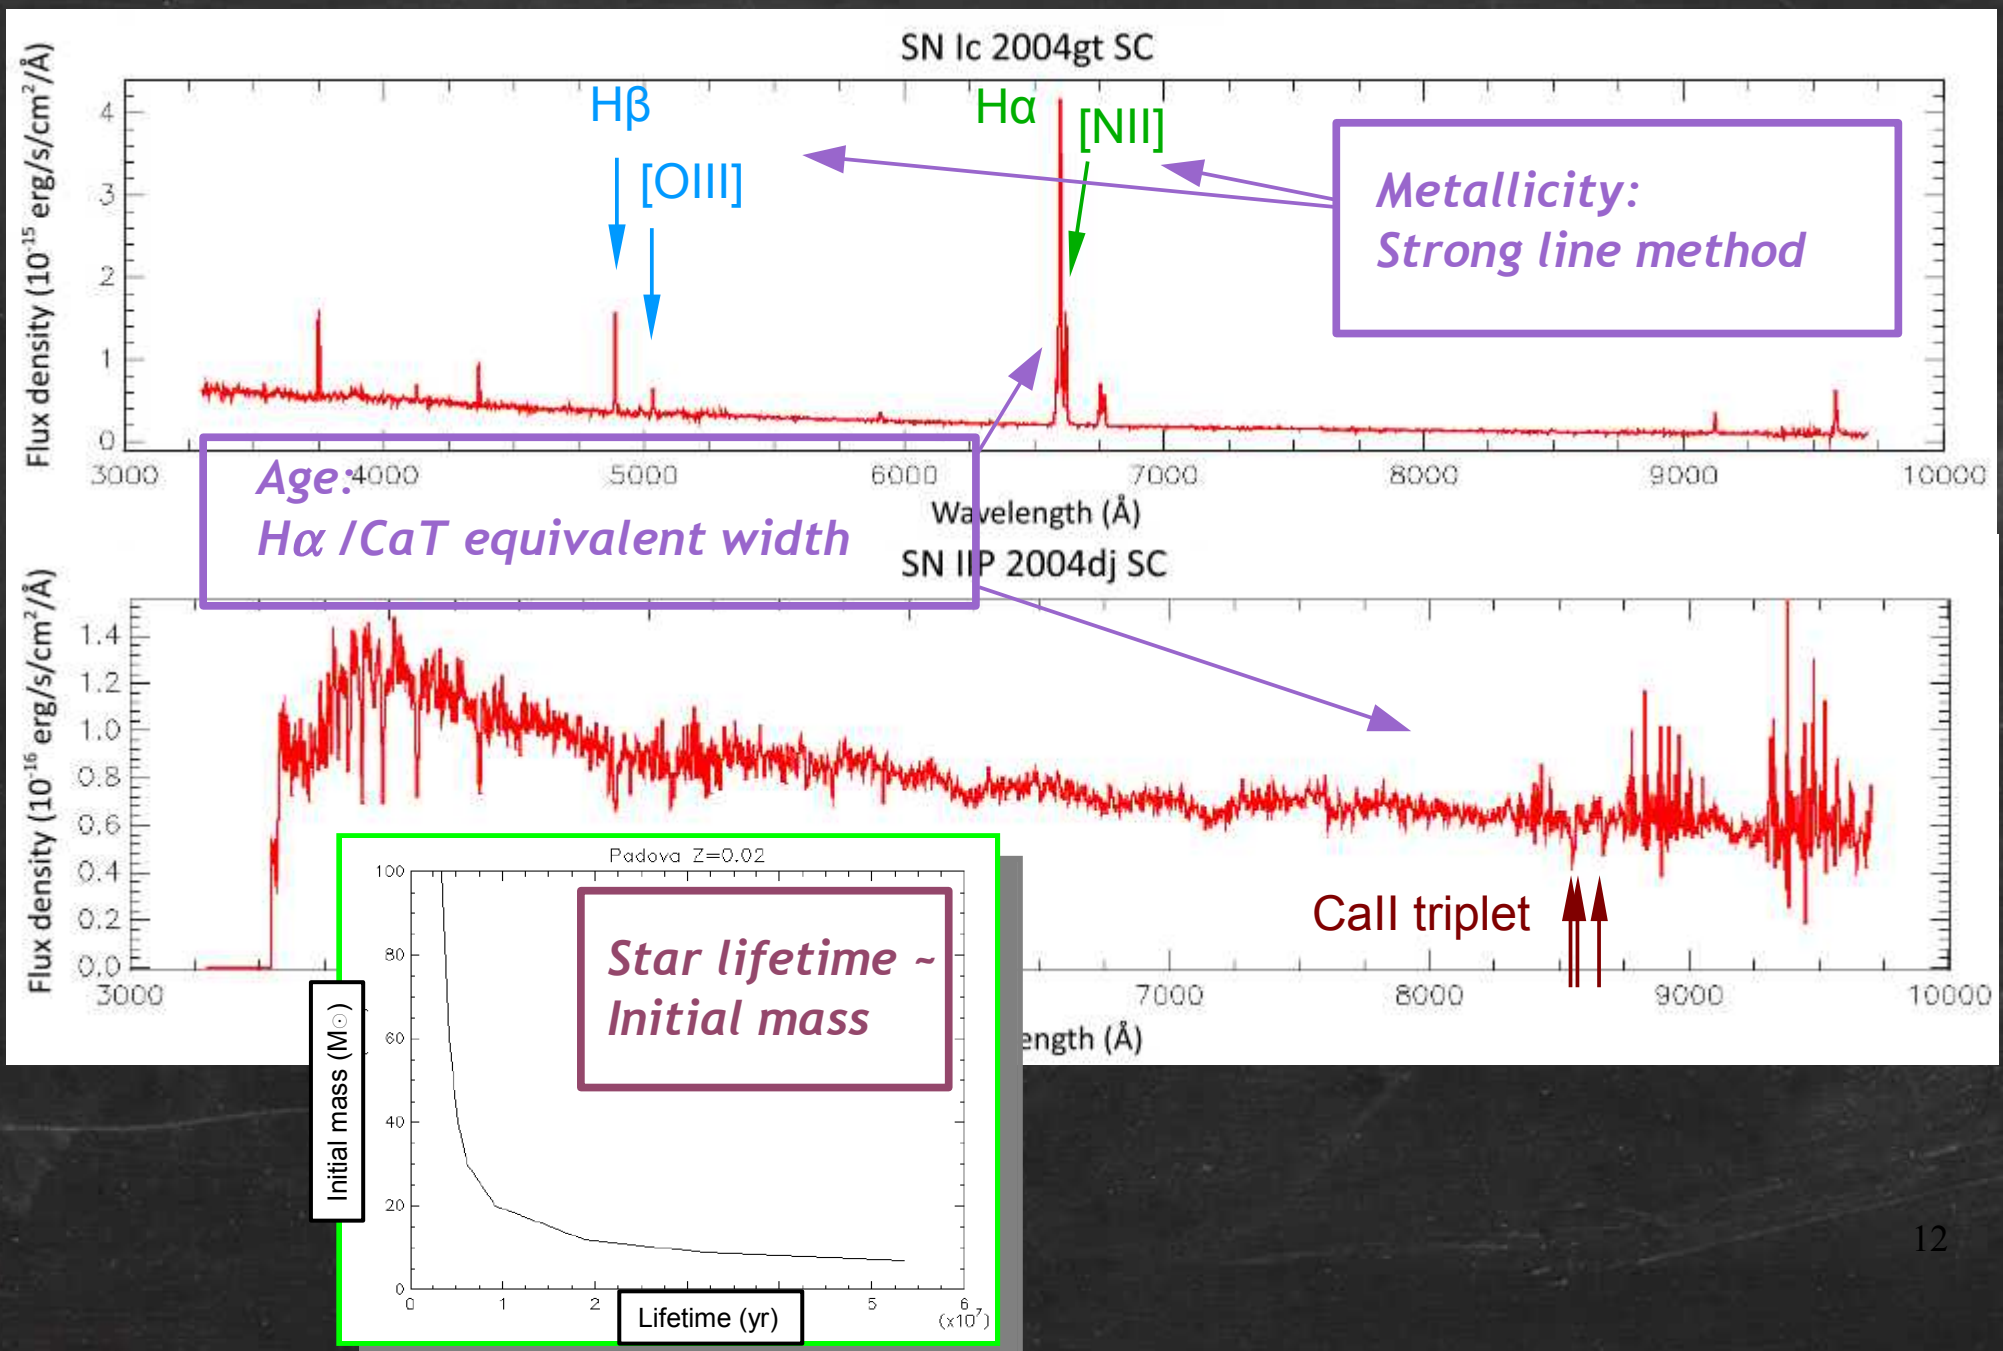 SN Ic 2004gt SC
Flux density (10⁻¹⁵ erg/s/cm²/Å)
4
3
2
1
0
Hβ
[OIII]
Hα
[NII]
Metallicity:
Strong line method
3000 4000 5000 6000 7000 8000 9000 10000
Wavelength (Å)
Age:
Hα /CaT equivalent width
SN IIP 2004dj SC
Flux density (10⁻¹⁶ erg/s/cm²/Å)
1.4
1.2
1.0
0.8
0.6
0.4
0.2
0.0
CaII triplet
3000 7000 8000 9000 10000
ength (Å)
Padova Z=0.02
Star lifetime ~
Initial mass
Initial mass (M⊙)
100
80
60
40
20
0
0 1 2 5 6
(x10⁷)
Lifetime (yr)
12